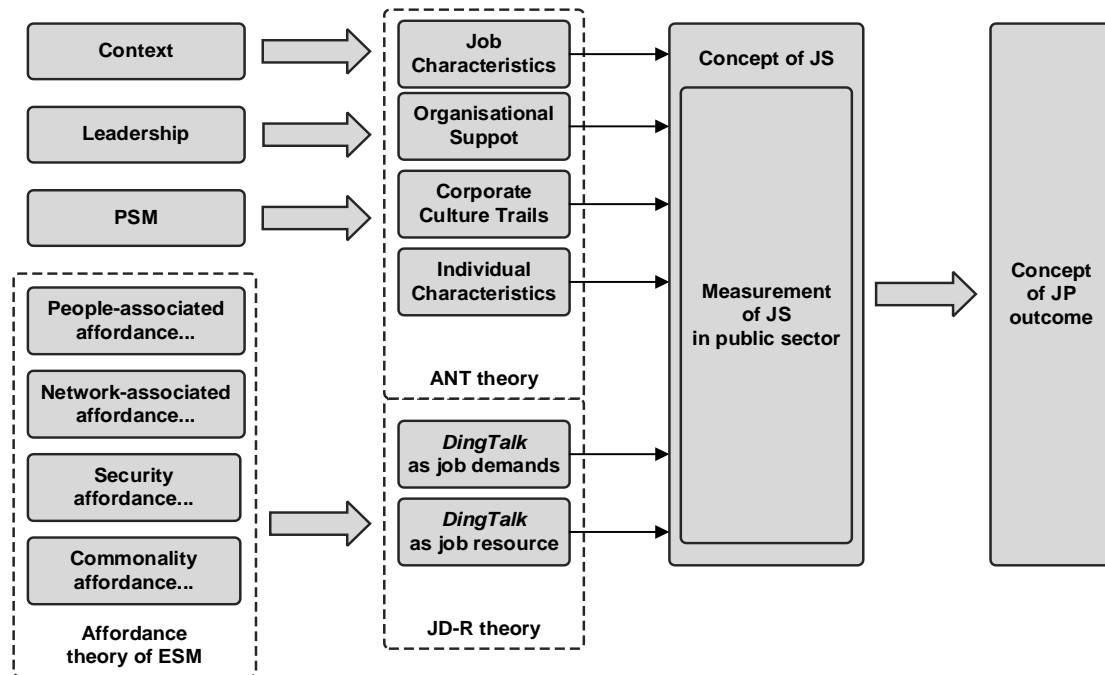 Context
Leadership
PSM
People-associated
affordance...
Network-associated
affordance...
Security
affordance...
Commonality
affordance...
Affordance
theory of ESM
Job
Characteristics
Organisational
Suppot
Corporate
Culture Trails
Individual
Characteristics
ANT theory
DingTalk
as job demands
DingTalk
as job resource
JD-R theory
Concept of JS
Measurement
of JS
in public sector
Concept
of JP
outcome